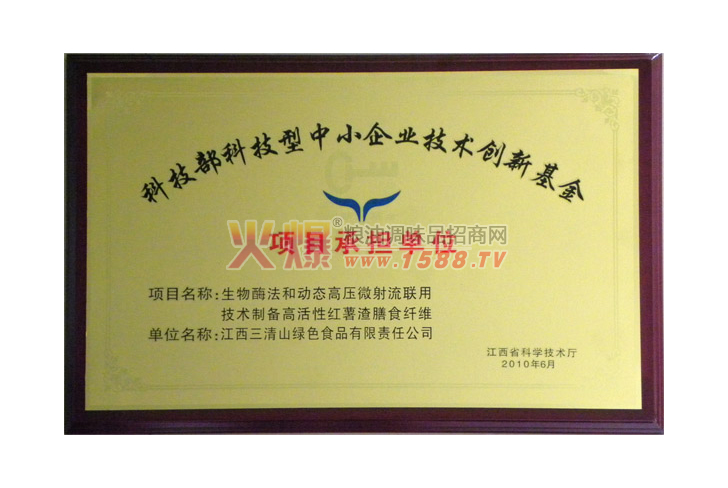 科技部科技型中小企业技术创新基金
火爆®粮油调味品招商网
项目承担单位
www.1588.TV
项目名称：生物酶法和动态高压微射流联用
技术制备高活性红薯渣膳食纤维
单位名称：江西三清山绿色食品有限责任公司
江西省科学技术厅
2010年6月